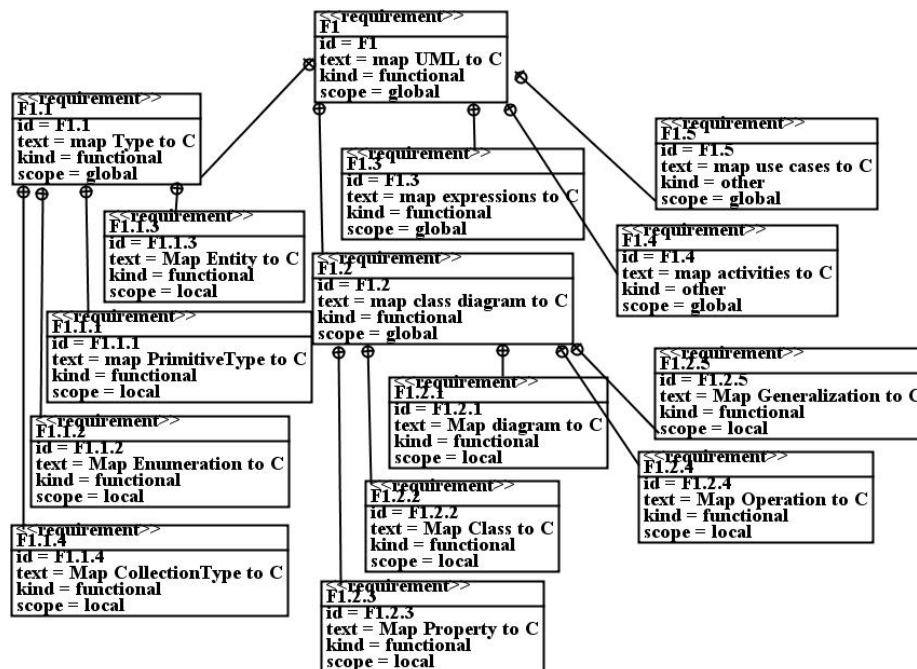 <<requirement>>
F1
id = F1
text = map UML to C
kind = functional
scope = global
<<requirement>>
F1.1
id = F1.1
text = map Type to C
kind = functional
scope = global
<<requirement>>
F1.5
id = F1.5
text = map use cases to C
kind = other
scope = global
<<requirement>>
F1.3
id = F1.3
text = map expressions to C
kind = functional
scope = global
<<requirement>>
F1.1.3
id = F1.1.3
text = Map Entity to C
kind = functional
scope = local
<<requirement>>
F1.4
id = F1.4
text = map activities to C
kind = other
scope = global
<<requirement>>
F1.2
id = F1.2
text = map class diagram to C
kind = functional
scope = global
<<requirement>>
F1.1.1
id = F1.1.1
text = map PrimitiveType to C
kind = functional
scope = local
<<requirement>>
F1.2.5
id = F1.2.5
text = Map Generalization to C
kind = functional
scope = local
<<requirement>>
F1.2.1
id = F1.2.1
text = Map diagram to C
kind = functional
scope = local
<<requirement>>
F1.1.2
id = F1.1.2
text = Map Enumeration to C
kind = functional
scope = local
<<requirement>>
F1.2.4
id = F1.2.4
text = Map Operation to C
kind = functional
scope = local
<<requirement>>
F1.2.2
id = F1.2.2
text = Map Class to C
kind = functional
scope = local
<<requirement>>
F1.1.4
id = F1.1.4
text = Map CollectionType to C
kind = functional
scope = local
<<requirement>>
F1.2.3
id = F1.2.3
text = Map Property to C
kind = functional
scope = local